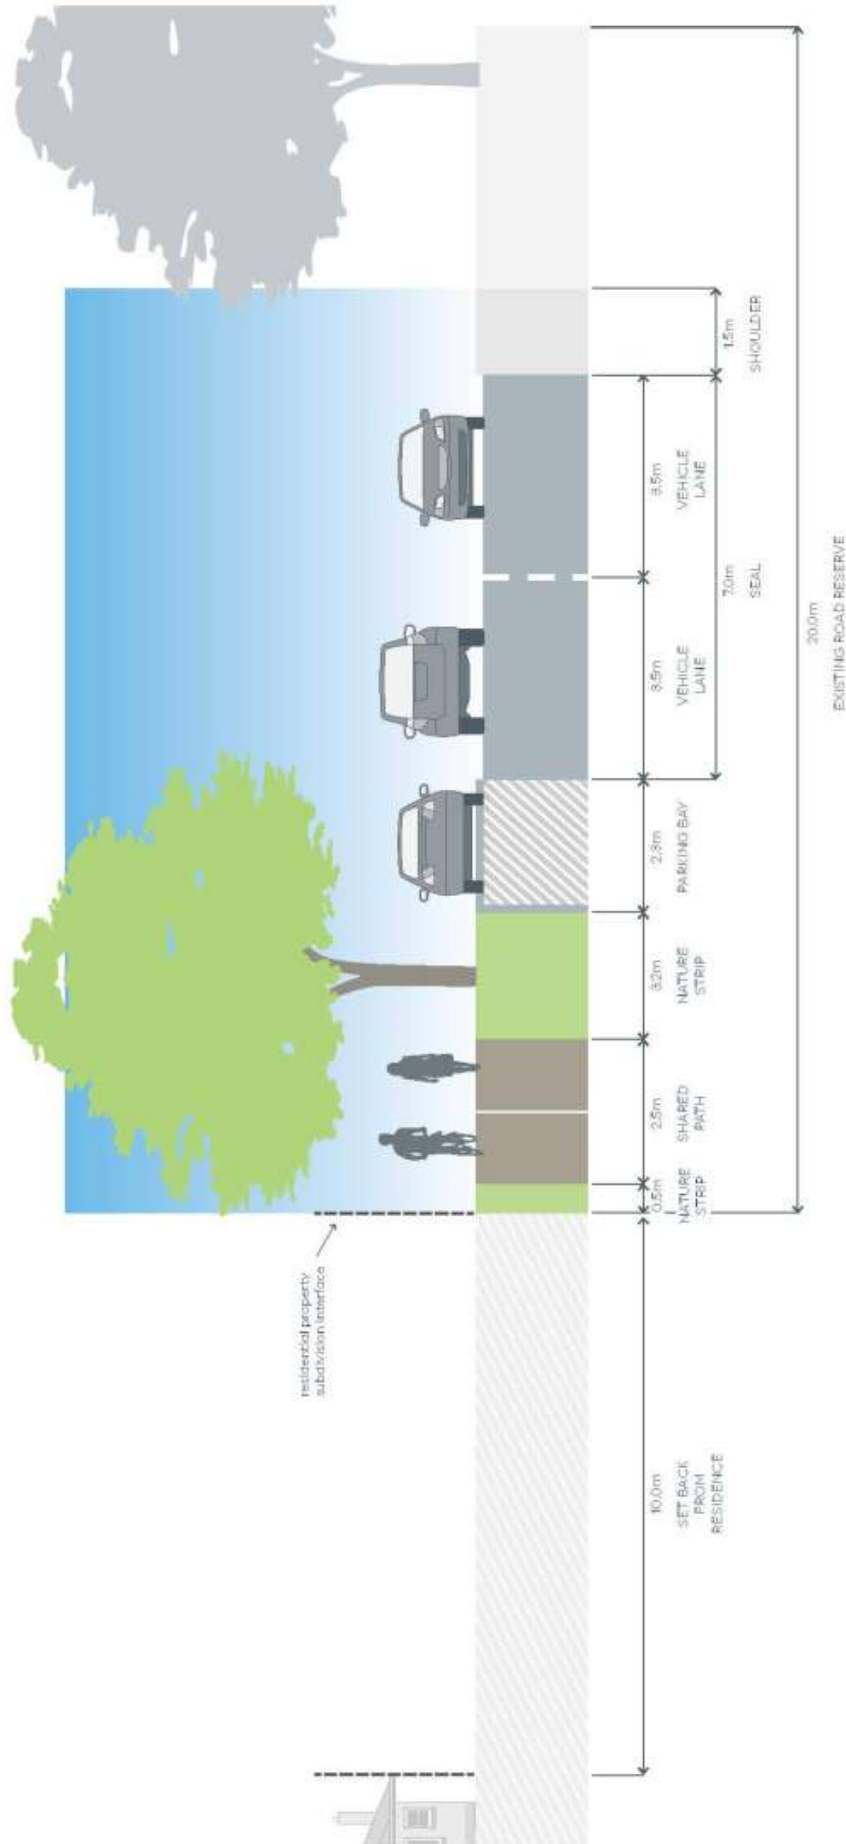 residential property
subdivision interface
10.0m
SET BACK
FROM
RESIDENCE
0.5m
NATURE
STRIP
2.5m
SHARED
PATH
3.2m
NATURE
STRIP
2.3m
PARKING BAY
3.5m
VEHICLE
LANE
3.5m
VEHICLE
LANE
7.0m
SEAL
1.5m
SHOULDER
20.0m
EXISTING ROAD RESERVE